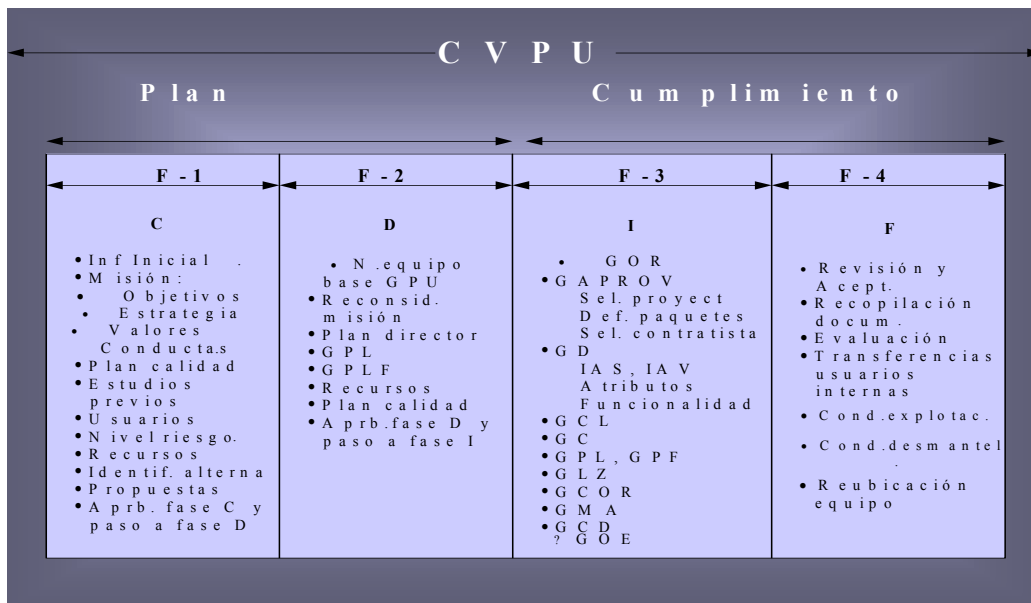 CVPU
Plan
Cumplimiento
F-1
C
• Inf Inicial .
• Misión:
• Objetivos
• Estrategia
• Valores
Conducta.s
• Plan calidad
• Estudios
previos
• Usuarios
• Nivel riesgo.
• Recursos
• Identif. alterna
• Propuestas
• Aprb. fase C y
paso a fase D
F-2
D
• N.equipo
base GPU
• Reconsid.
misión
• Plan director
• GPL
• GPLF
• Recursos
• Plan calidad
• Aprb.fase D y
paso a fase I
F-3
I
• GOR
• GAPROV
Sel. proyect
Def. paquetes
Sel. contratista
• GD
IAS, IAV
Atributos
Funcionalidad
• GCL
• GC
• GPL, GPF
• GLZ
• GCOR
• GMA
• GCD
? GOE
F-4
F
• Revisión y
Acept.
• Recopilación
docum.
• Evaluación
• Transferencias
usuarios
internas
• Cond.explotac.
• Cond.desmantel
.
• Reubicación
equipo